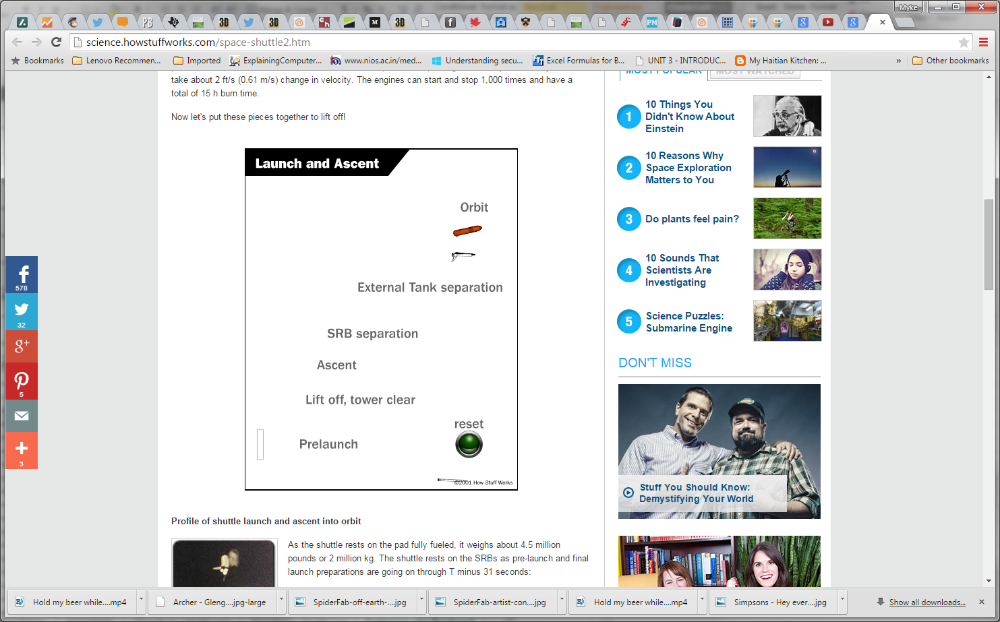 Myke
science.howstuffworks.com/space-shuttle2.htm
Bookmarks
Lenovo Recommen...
Imported
ExplainingComputer...
www.nios.ac.in/med...
Understanding secu...
Excel Formulas for B...
UNIT 3 - INTRODUC...
My Haitian Kitchen: ...
»
Other bookmarks
take about 2 ft/s (0.61 m/s) change in velocity. The engines can start and stop 1,000 times and have a
total of 15 h burn time.
Now let's put these pieces together to lift off!
Launch and Ascent
Orbit
External Tank separation
SRB separation
Ascent
Lift off, tower clear
reset
Prelaunch
©2001 How Stuff Works
Profile of shuttle launch and ascent into orbit
As the shuttle rests on the pad fully fueled, it weighs about 4.5 million
pounds or 2 million kg. The shuttle rests on the SRBs as pre-launch and final
launch preparations are going on through T minus 31 seconds:
578
32
g+
5
3
MOST POPULAR
MOST WATCHED
1
10 Things You
Didn't Know About
Einstein
2
10 Reasons Why
Space Exploration
Matters to You
3
Do plants feel pain?
4
10 Sounds That
Scientists Are
Investigating
5
Science Puzzles:
Submarine Engine
DON'T MISS
Stuff You Should Know:
Demystifying Your World
Hold my beer while....mp4
Archer - Gleng....jpg-large
SpiderFab-off-earth-....jpg
SpiderFab-artist-con....jpg
Hold my beer while....mp4
Simpsons - Hey ever....jpg
Show all downloads...